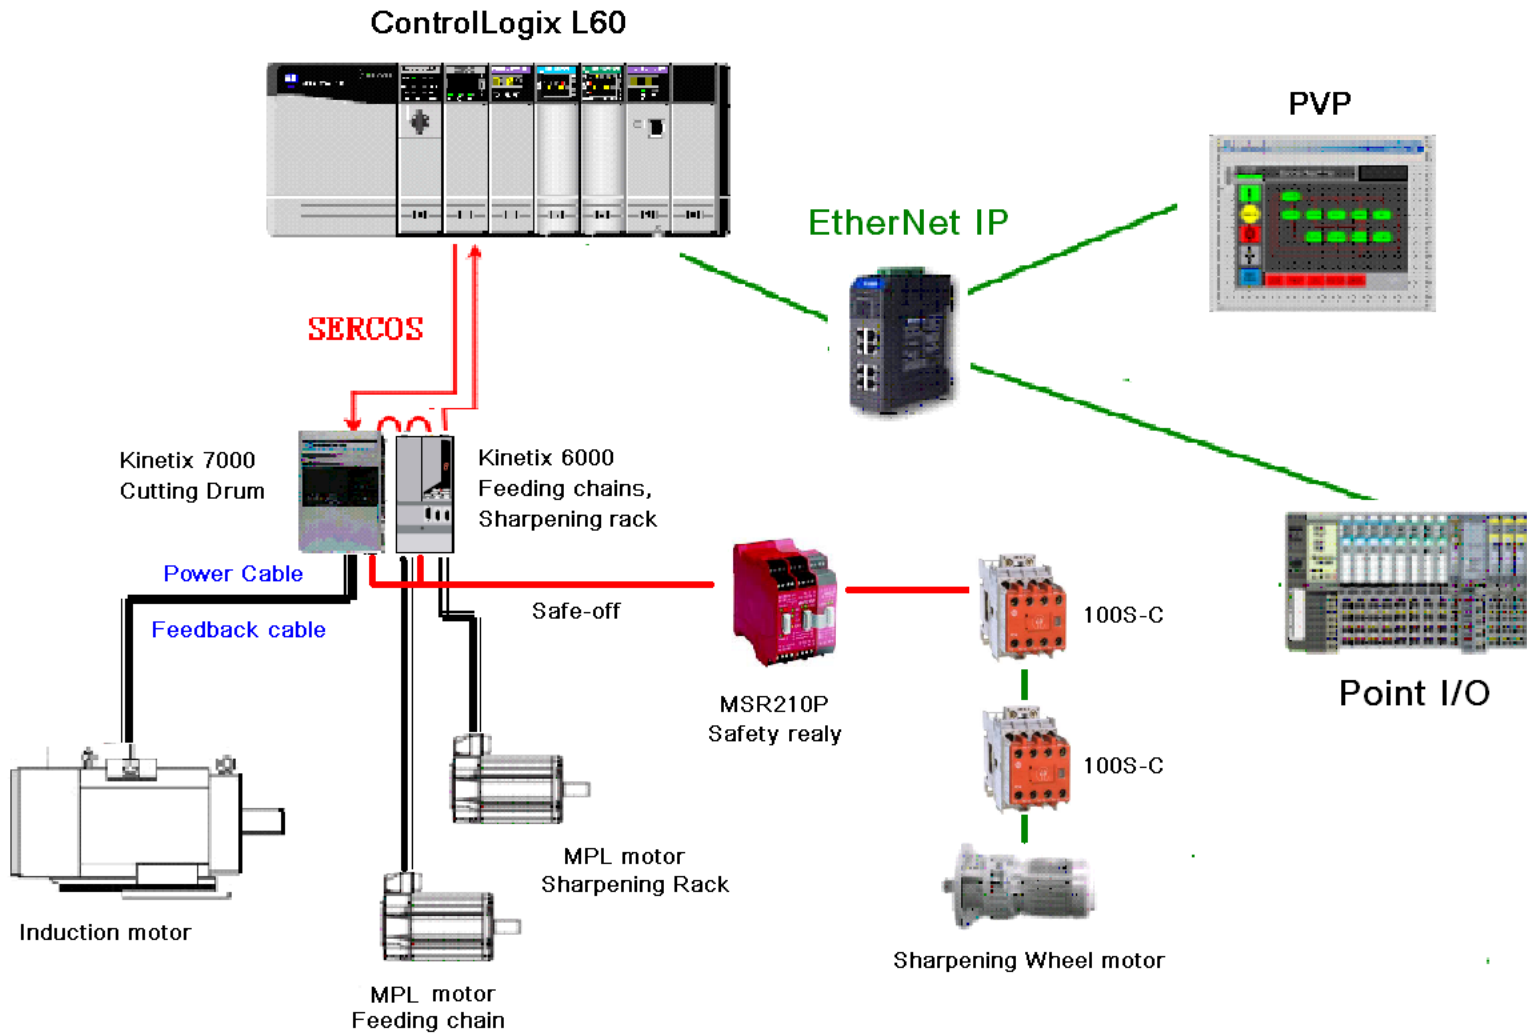 ControlLogix L60
PVP
EtherNet IP
SERCOS
Kinetix 7000
Cutting Drum
Kinetix 6000
Feeding chains,
Sharpening rack
Power Cable
Feedback cable
Safe-off
100S-C
MSR210P
Safety realy
Point I/O
100S-C
MPL motor
Sharpening Rack
Induction motor
Sharpening Wheel motor
MPL motor
Feeding chain